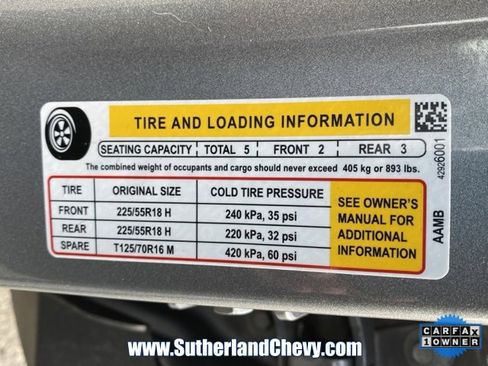 TIRE AND LOADING INFORMATION
SEATING CAPACITY TOTAL 5 FRONT 2 REAR 3
The combined weight of occupants and cargo should never exceed 405 kg or 893 lbs.
TIRE ORIGINAL SIZE COLD TIRE PRESSURE
FRONT 225/55R18 H 240 kPa, 35 psi
REAR 225/55R18 H 220 kPa, 32 psi
SPARE T125/70R16 M 420 kPa, 60 psi
SEE OWNER'S
MANUAL FOR
ADDITIONAL
INFORMATION
42926001
AAMB
www.SutherlandChevy.com
CARFAX
1 OWNER